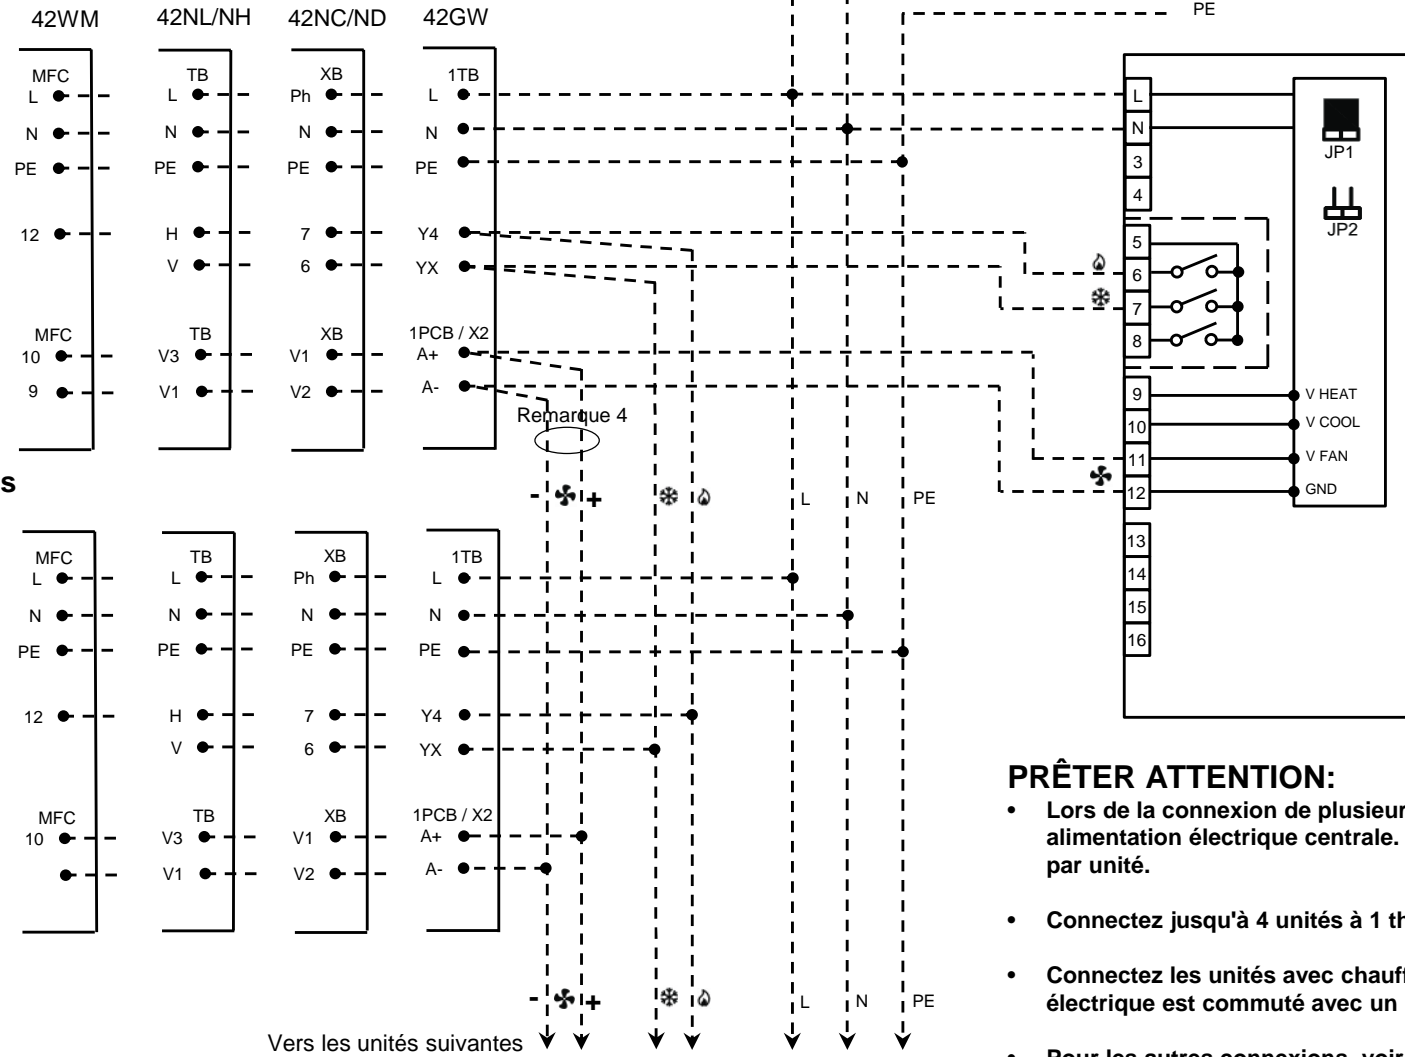 42WM 42NL/NH 42NC/ND 42GW PE
MFC TB XB 1TB
L L Ph L L
N N N N N JP1
PE PE PE PE 3
4
JP2
12 H 7 Y4 5
V 6 YX 6
7
MFC TB XB 1PCB / X2 8
10 V3 V1 A+
9 V1 V2 A- 9 V HEAT
Remarque 4 10 V COOL
11 V FAN
s - + L N PE 12 GND
MFC TB XB 1TB 13
L L Ph L 14
N N N N 15
PE PE PE PE 16
12 H 7 Y4
V 6 YX
PRÊTER ATTENTION:
• Lors de la connexion de plusieur
alimentation électrique centrale.
par unité.
MFC TB XB 1PCB / X2
10 V3 V1 A+
V1 V2 A-
• Connectez jusqu'à 4 unités à 1 th
• Connectez les unités avec chauff
électrique est commuté avec un
- + L N PE
Vers les unités suivantes
• Pour les autres connexions, voir